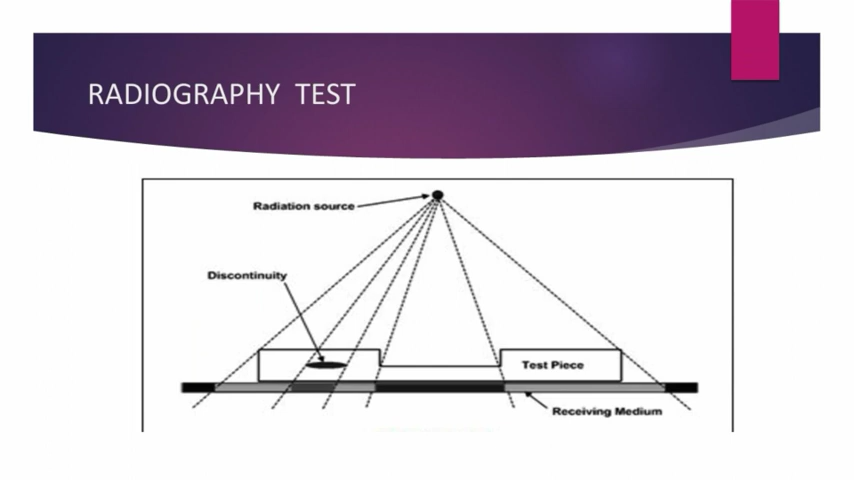 RADIOGRAPHY TEST
Radiation source
Discontinuity
Test Piece
Receiving Medium